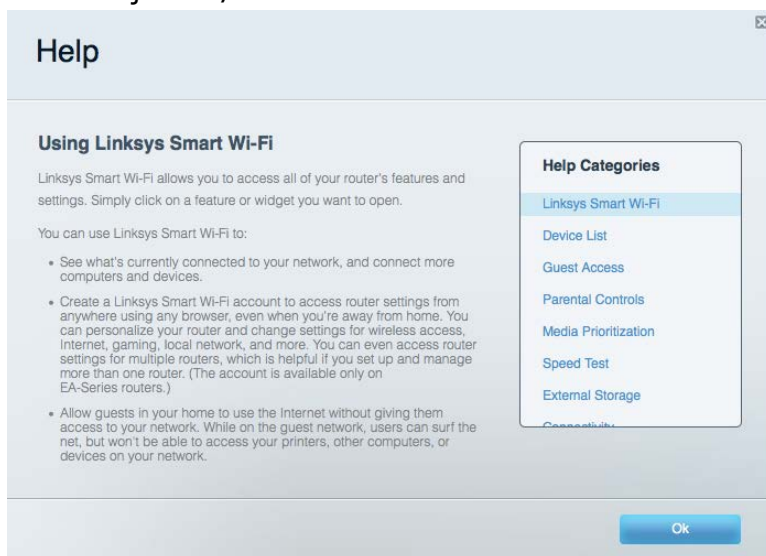 Help
Using Linksys Smart Wi-Fi
Linksys Smart Wi-Fi allows you to access all of your router's features and
settings. Simply click on a feature or widget you want to open.
You can use Linksys Smart Wi-Fi to:
• See what's currently connected to your network, and connect more
computers and devices.
• Create a Linksys Smart Wi-Fi account to access router settings from
anywhere using any browser, even when you're away from home. You
can personalize your router and change settings for wireless access,
Internet, gaming, local network, and more. You can even access router
settings for multiple routers, which is helpful if you set up and manage
more than one router. (The account is available only on
EA-Series routers.)
• Allow guests in your home to use the Internet without giving them
access to your network. While on the guest network, users can surf the
net, but won't be able to access your printers, other computers, or
devices on your network.
Help Categories
Linksys Smart Wi-Fi
Device List
Guest Access
Parental Controls
Media Prioritization
Speed Test
External Storage
Connectivity
Ok